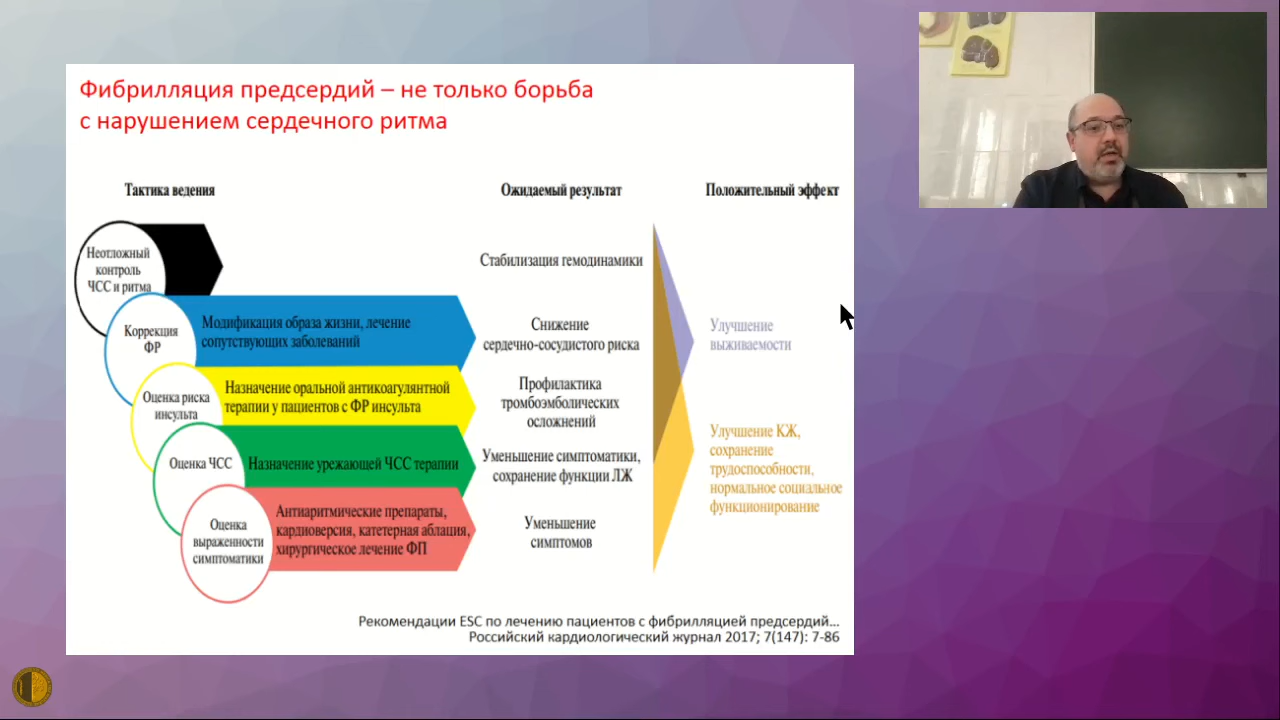 Фибрилляция предсердий – не только борьба
с нарушением сердечного ритма
Тактика ведения
Ожидаемый результат
Положительный эффект
Неотложный
контроль
ЧСС и ритма
Стабилизация гемодинамики
Коррекция
ФР
Модификация образа жизни, лечение
сопутствующих заболеваний
Снижение
сердечно-сосудистого риска
Улучшение
выживаемости
Оценка риска
инсульта
Назначение оральной антикоагулянтной
терапии у пациентов с ФР инсульта
Профилактика
тромбоэмболических
осложнений
Оценка ЧСС
Назначение урежающей ЧСС терапии
Уменьшение симптоматики,
сохранение функции ЛЖ
Улучшение КЖ,
сохранение
трудоспособности,
нормальное социальное
функционирование
Оценка
выраженности
симптоматики
Антиаритмические препараты,
кардиоверсия, катетерная аблация,
хирургическое лечение ФП
Уменьшение
симптомов
Рекомендации ESC по лечению пациентов с фибрилляцией предсердий...
Российский кардиологический журнал 2017; 7(147): 7-86